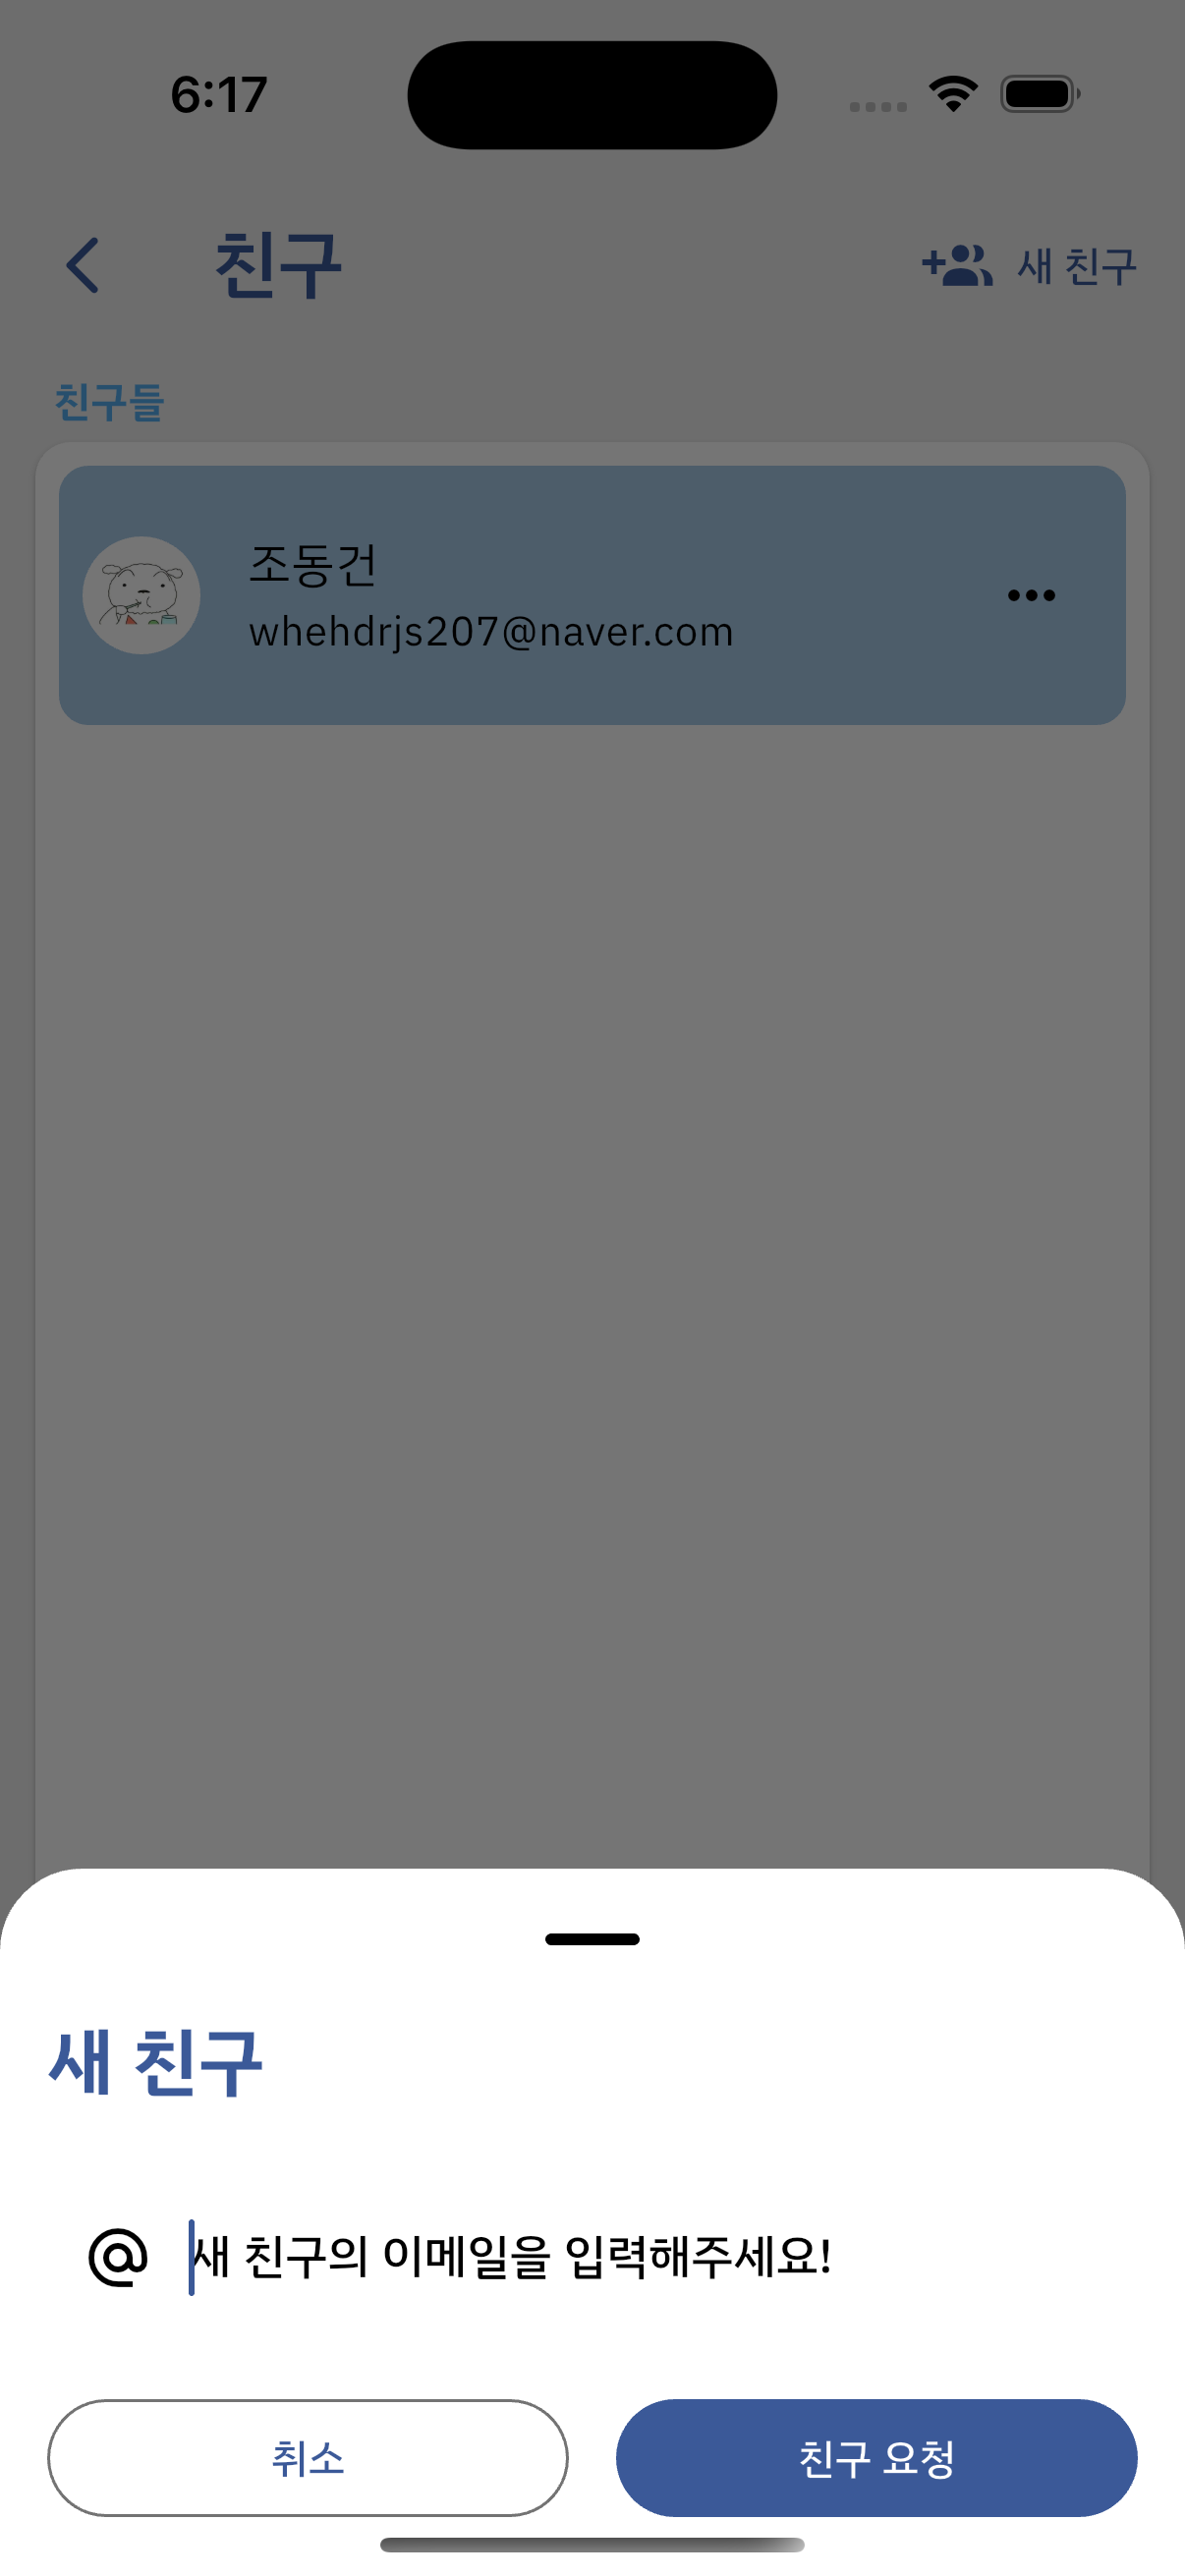 6:17
친구
새 친구
친구들
조동건
whehdrjs207@naver.com
새 친구
새 친구의 이메일을 입력해주세요!
취소
친구 요청